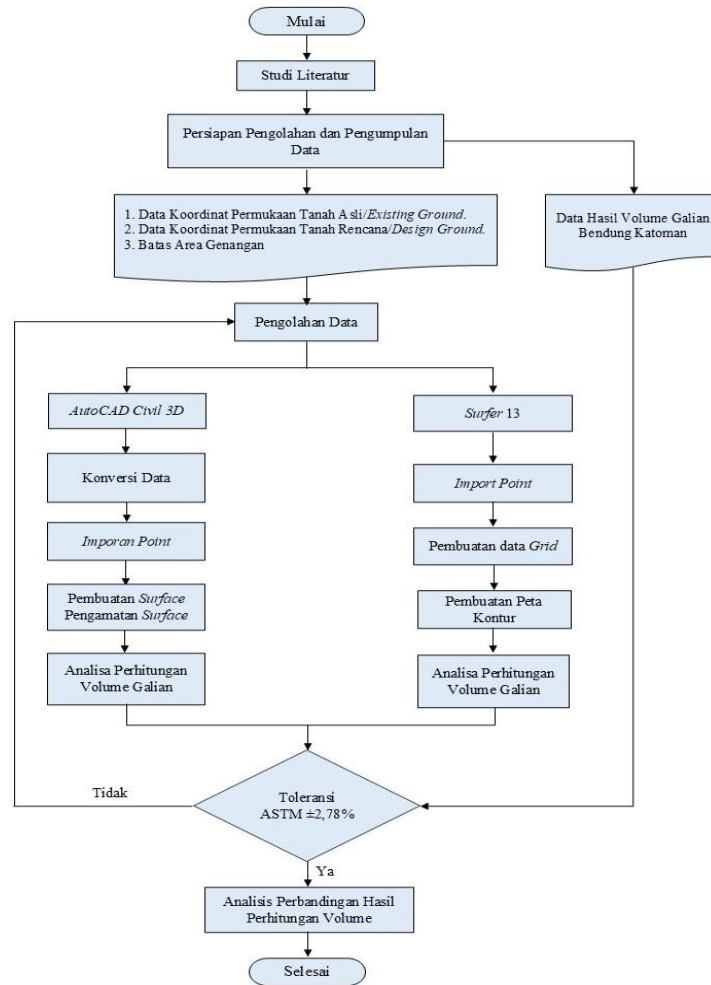 Mulai
Studi Literatur
Persiapan Pengolahan dan Pengumpulan
Data
1. Data Koordinat Permukaan Tanah Asli/Existing Ground.
2. Data Koordinat Permukaan Tanah Rencana/Design Ground.
3. Batas Area Genangan
Data Hasil Volume Galian
Bendung Katoman
Pengolahan Data
AutoCAD Civil 3D
Konversi Data
Imporan Point
Pembuatan Surface
Pengamatan Surface
Analisa Perhitungan
Volume Galian
Surfer 13
Import Point
Pembuatan data Grid
Pembuatan Peta
Kontur
Analisa Perhitungan
Volume Galian
Tidak
Toleransi
ASTM ±2,78%
Ya
Analisis Perbandingan Hasil
Perhitungan Volume
Selesai